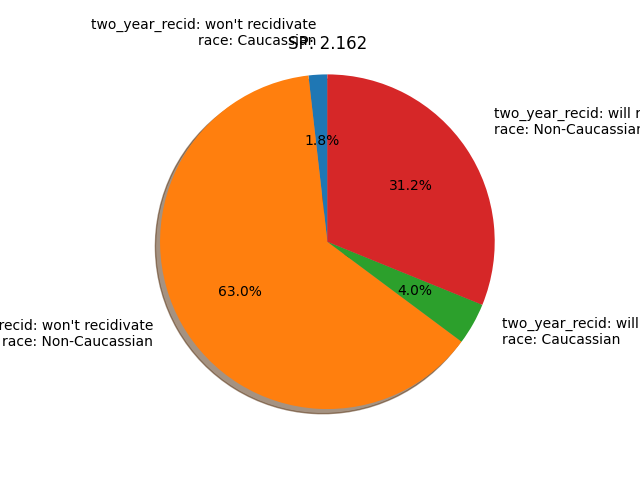 two_year_recid: won't recidivate
race: Caucassian
SP: 2.162
two_year_recid: will
race: Non-Caucassian
1.8%
31.2%
63.0%
4.0%
recid: won't recidivate
race: Non-Caucassian
two_year_recid: will
race: Caucassian